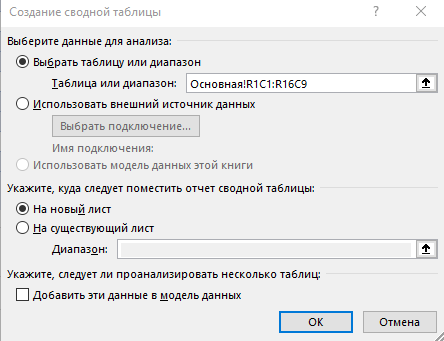 Создание сводной таблицы ? ×
Выберите данные для анализа:
Выбрать таблицу или диапазон
Таблица или диапазон: Основная!R1C1:R16C9
Использовать внешний источник данных
Выбрать подключение...
Имя подключения:
Использовать модель данных этой книги
Укажите, куда следует поместить отчет сводной таблицы:
На новый лист
На существующий лист
Диапазон:
Укажите, следует ли проанализировать несколько таблиц:
Добавить эти данные в модель данных
ОК Отмена